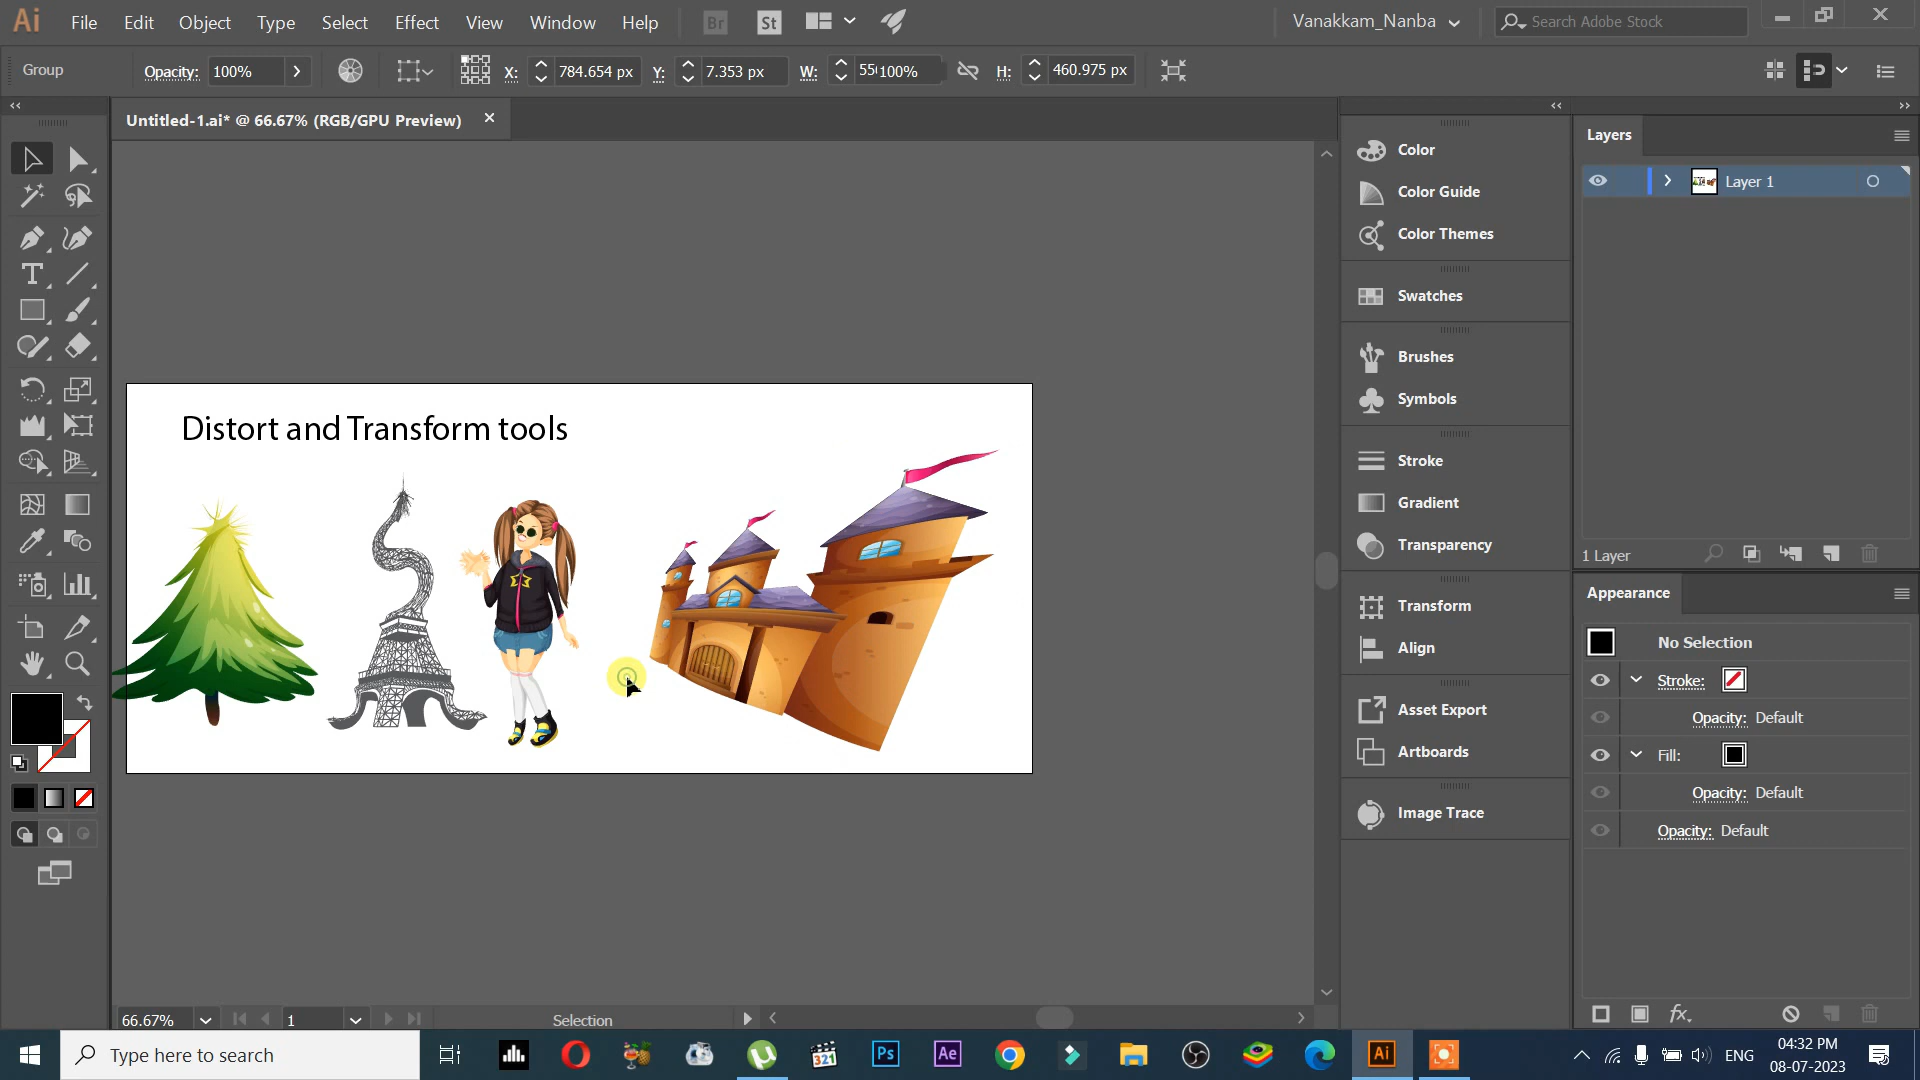 Ai File Edit Object Type Select Effect View Window Help Br St Vanakkam_Nanba Search Adobe Stock
Group Opacity: 100% X: 784.654 px Y: 7.353 px W: 55 100% H: 460.975 px
Untitled-1.ai* @ 66.67% (RGB/GPU Preview)
Distort and Transform tools
66.67% 1 Selection
Color
Color Guide
Color Themes
Swatches
Brushes
Symbols
Stroke
Gradient
Transparency
Transform
Align
Asset Export
Artboards
Image Trace
Layers
Layer 1
1 Layer
Appearance
No Selection
Stroke:
Opacity: Default
Fill:
Opacity: Default
Opacity: Default
fx
Type here to search
321
Ps
Ae
Ai
ENG
04:32 PM
08-07-2023